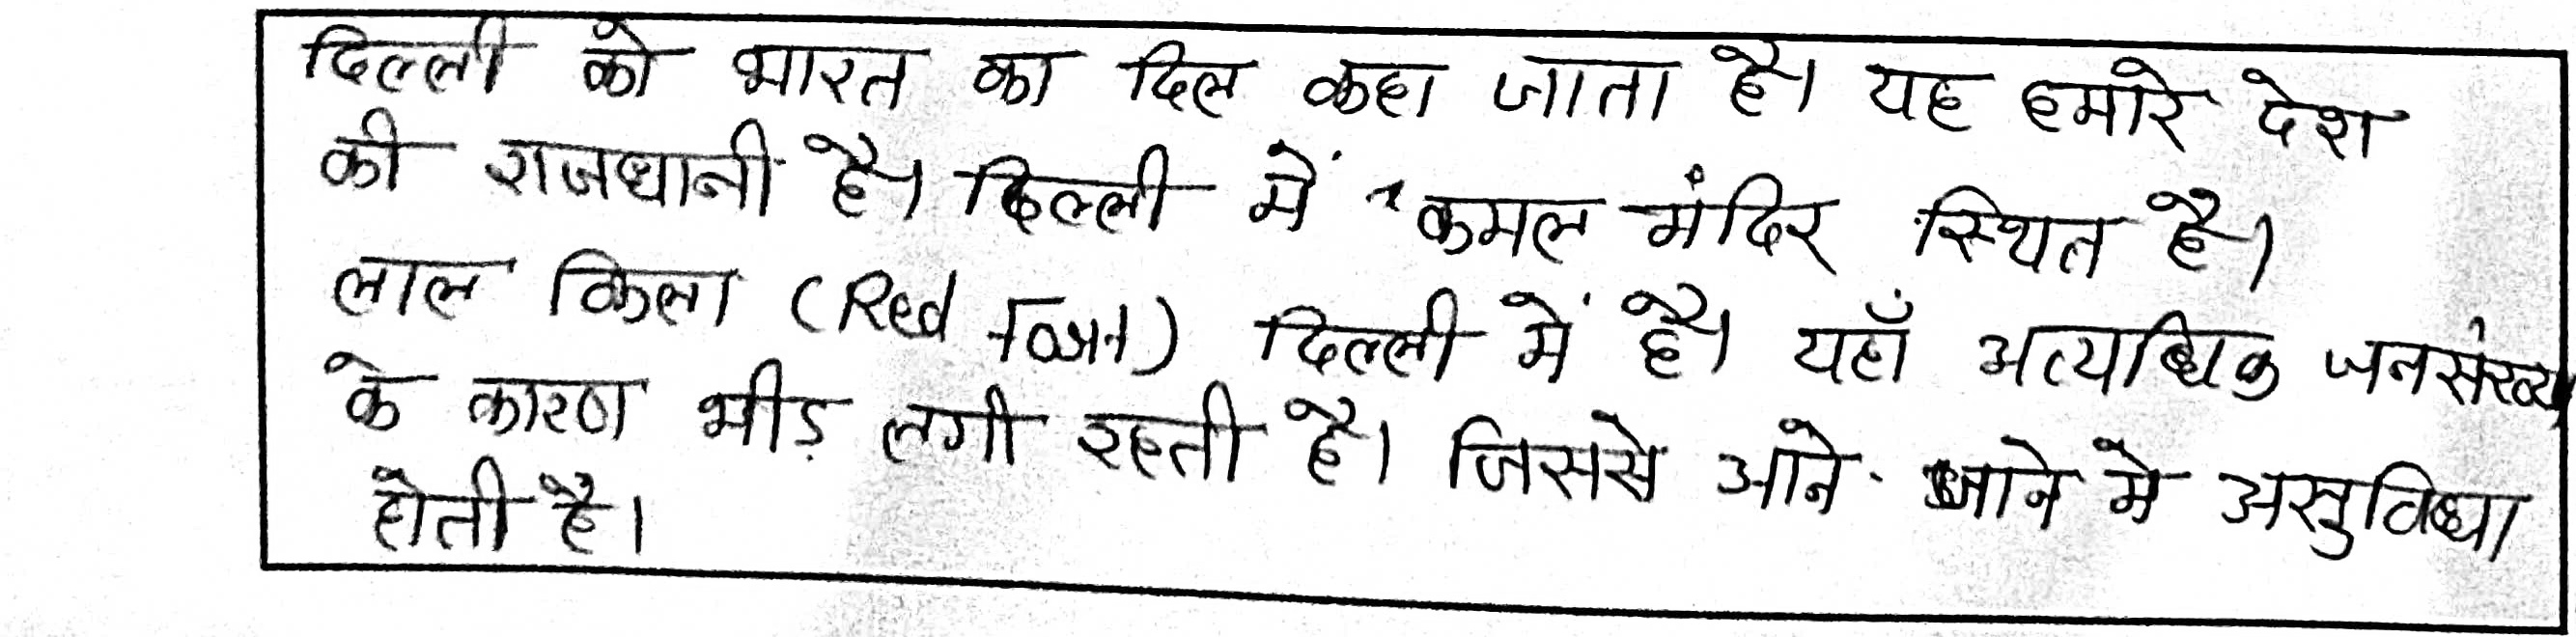 दिल्ली को भारत का दिल कहा जाता है। यह हमारे देश
की राजधानी है। दिल्ली में कमल मंदिर स्थित है।
लाल किला (Red Fort) दिल्ली में है। यहाँ अत्यधिक जनसंख्या
के कारण भीड़ लगी रहती है। जिससे आने-जाने मे असुविधा
होती है।